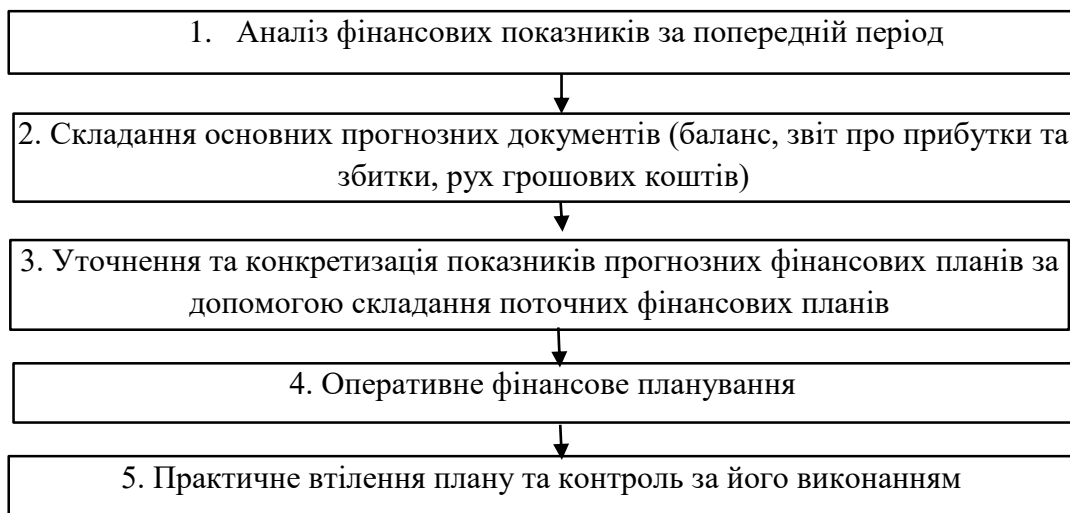 1. Аналіз фінансових показників за попередній період
2. Складання основних прогнозних документів (баланс, звіт про прибутки та
збитки, рух грошових коштів)
3. Уточнення та конкретизація показників прогнозних фінансових планів за
допомогою складання поточних фінансових планів
4. Оперативне фінансове планування
5. Практичне втілення плану та контроль за його виконанням